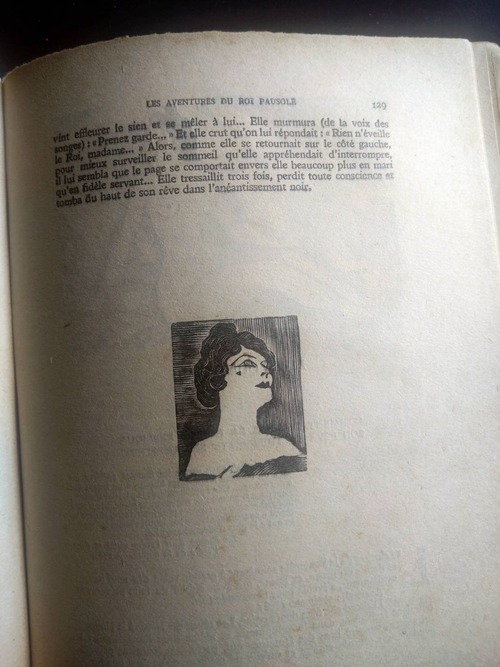 LES AVENTURES DU ROI PAUSOLE 129
vînt effleurer le sien et se mêler à lui... Elle murmura (de la voix des
songes) : « Prenez garde... » Et elle crut qu'on lui répondait : « Rien n'éveille
le Roi, madame... » Alors, comme elle se retournait sur le côté gauche,
pour mieux surveiller le sommeil qu'elle appréhendait d'interrompre,
il lui sembla que le page se comportait envers elle beaucoup plus en mari
qu'en fidèle servant... Elle tressaillit trois fois, perdit toute conscience et
tomba du haut de son rêve dans l'anéantissement noir.